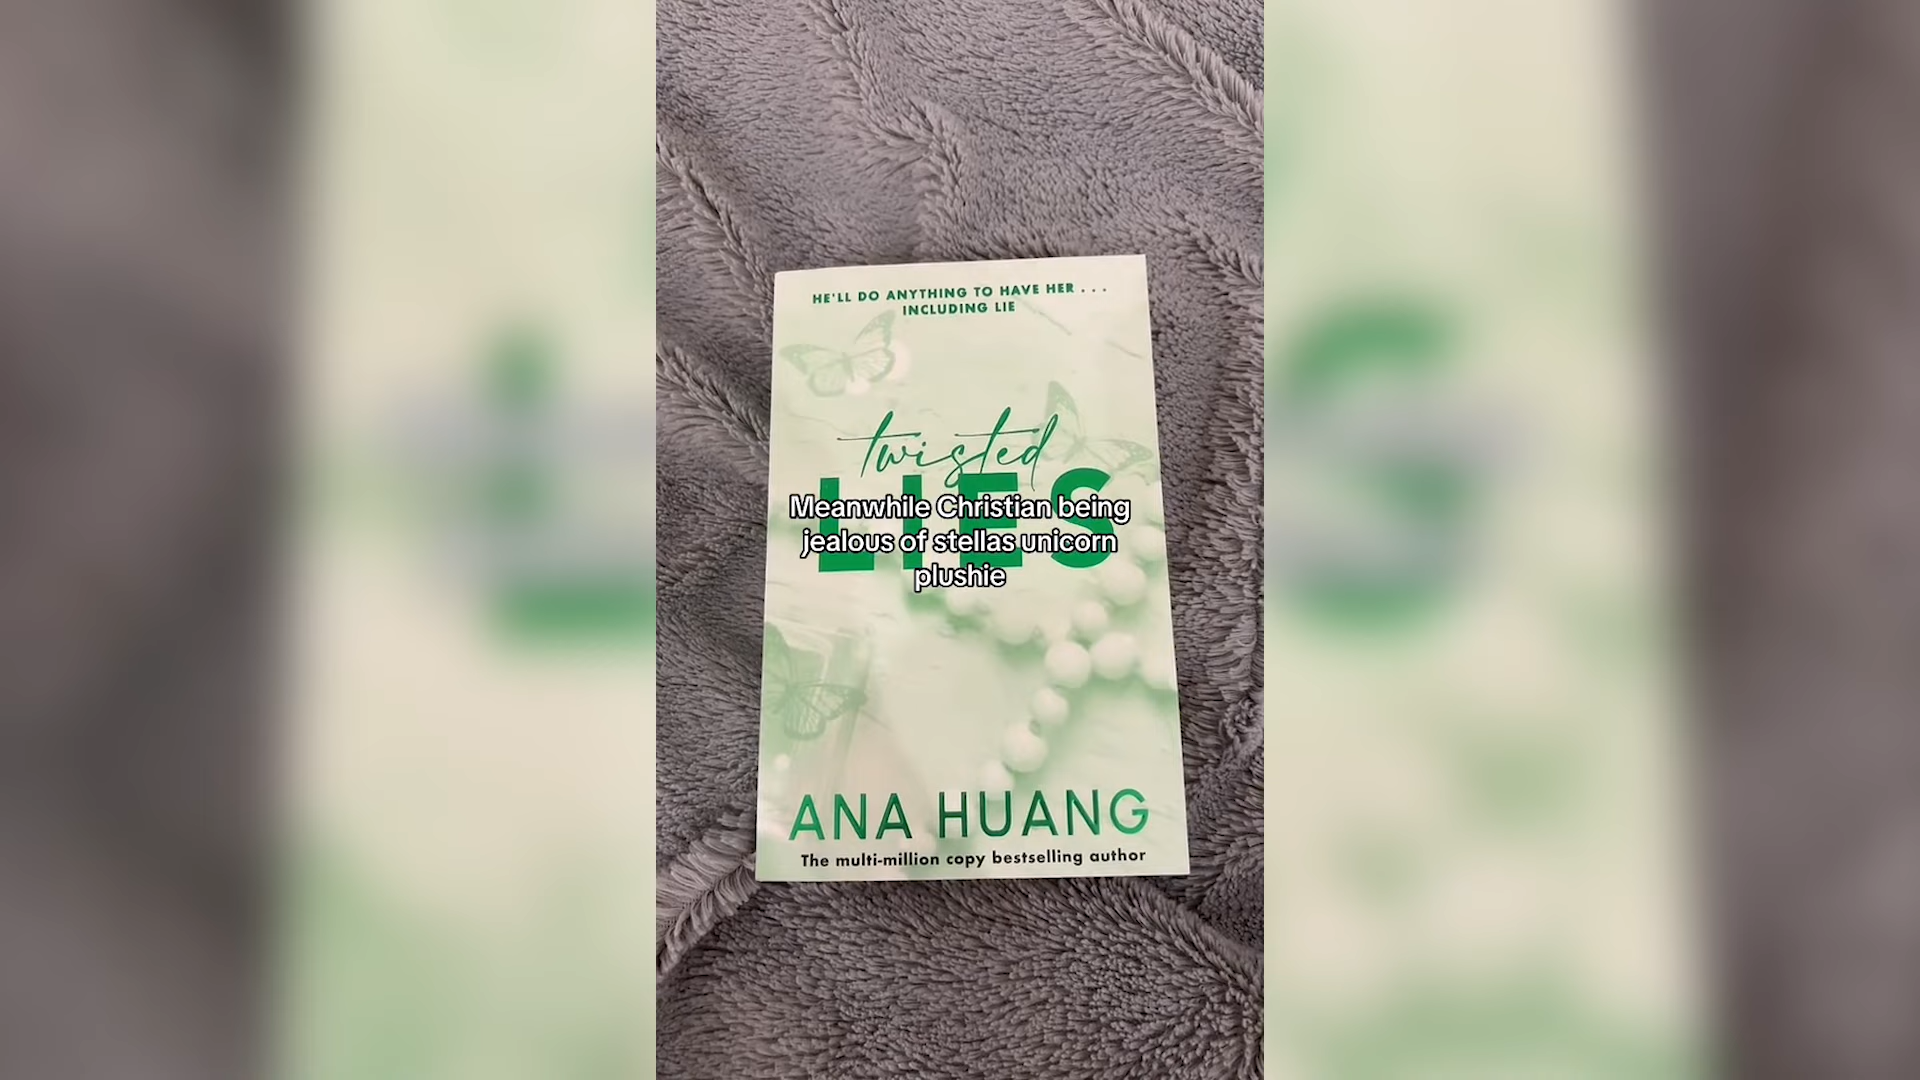 HE'LL DO ANYTHING TO HAVE HER . . .
INCLUDING LIE
twisted
LIES
Meanwhile Christian being
jealous of stellas unicorn
plushie
ANA HUANG
The multi-million copy bestselling author